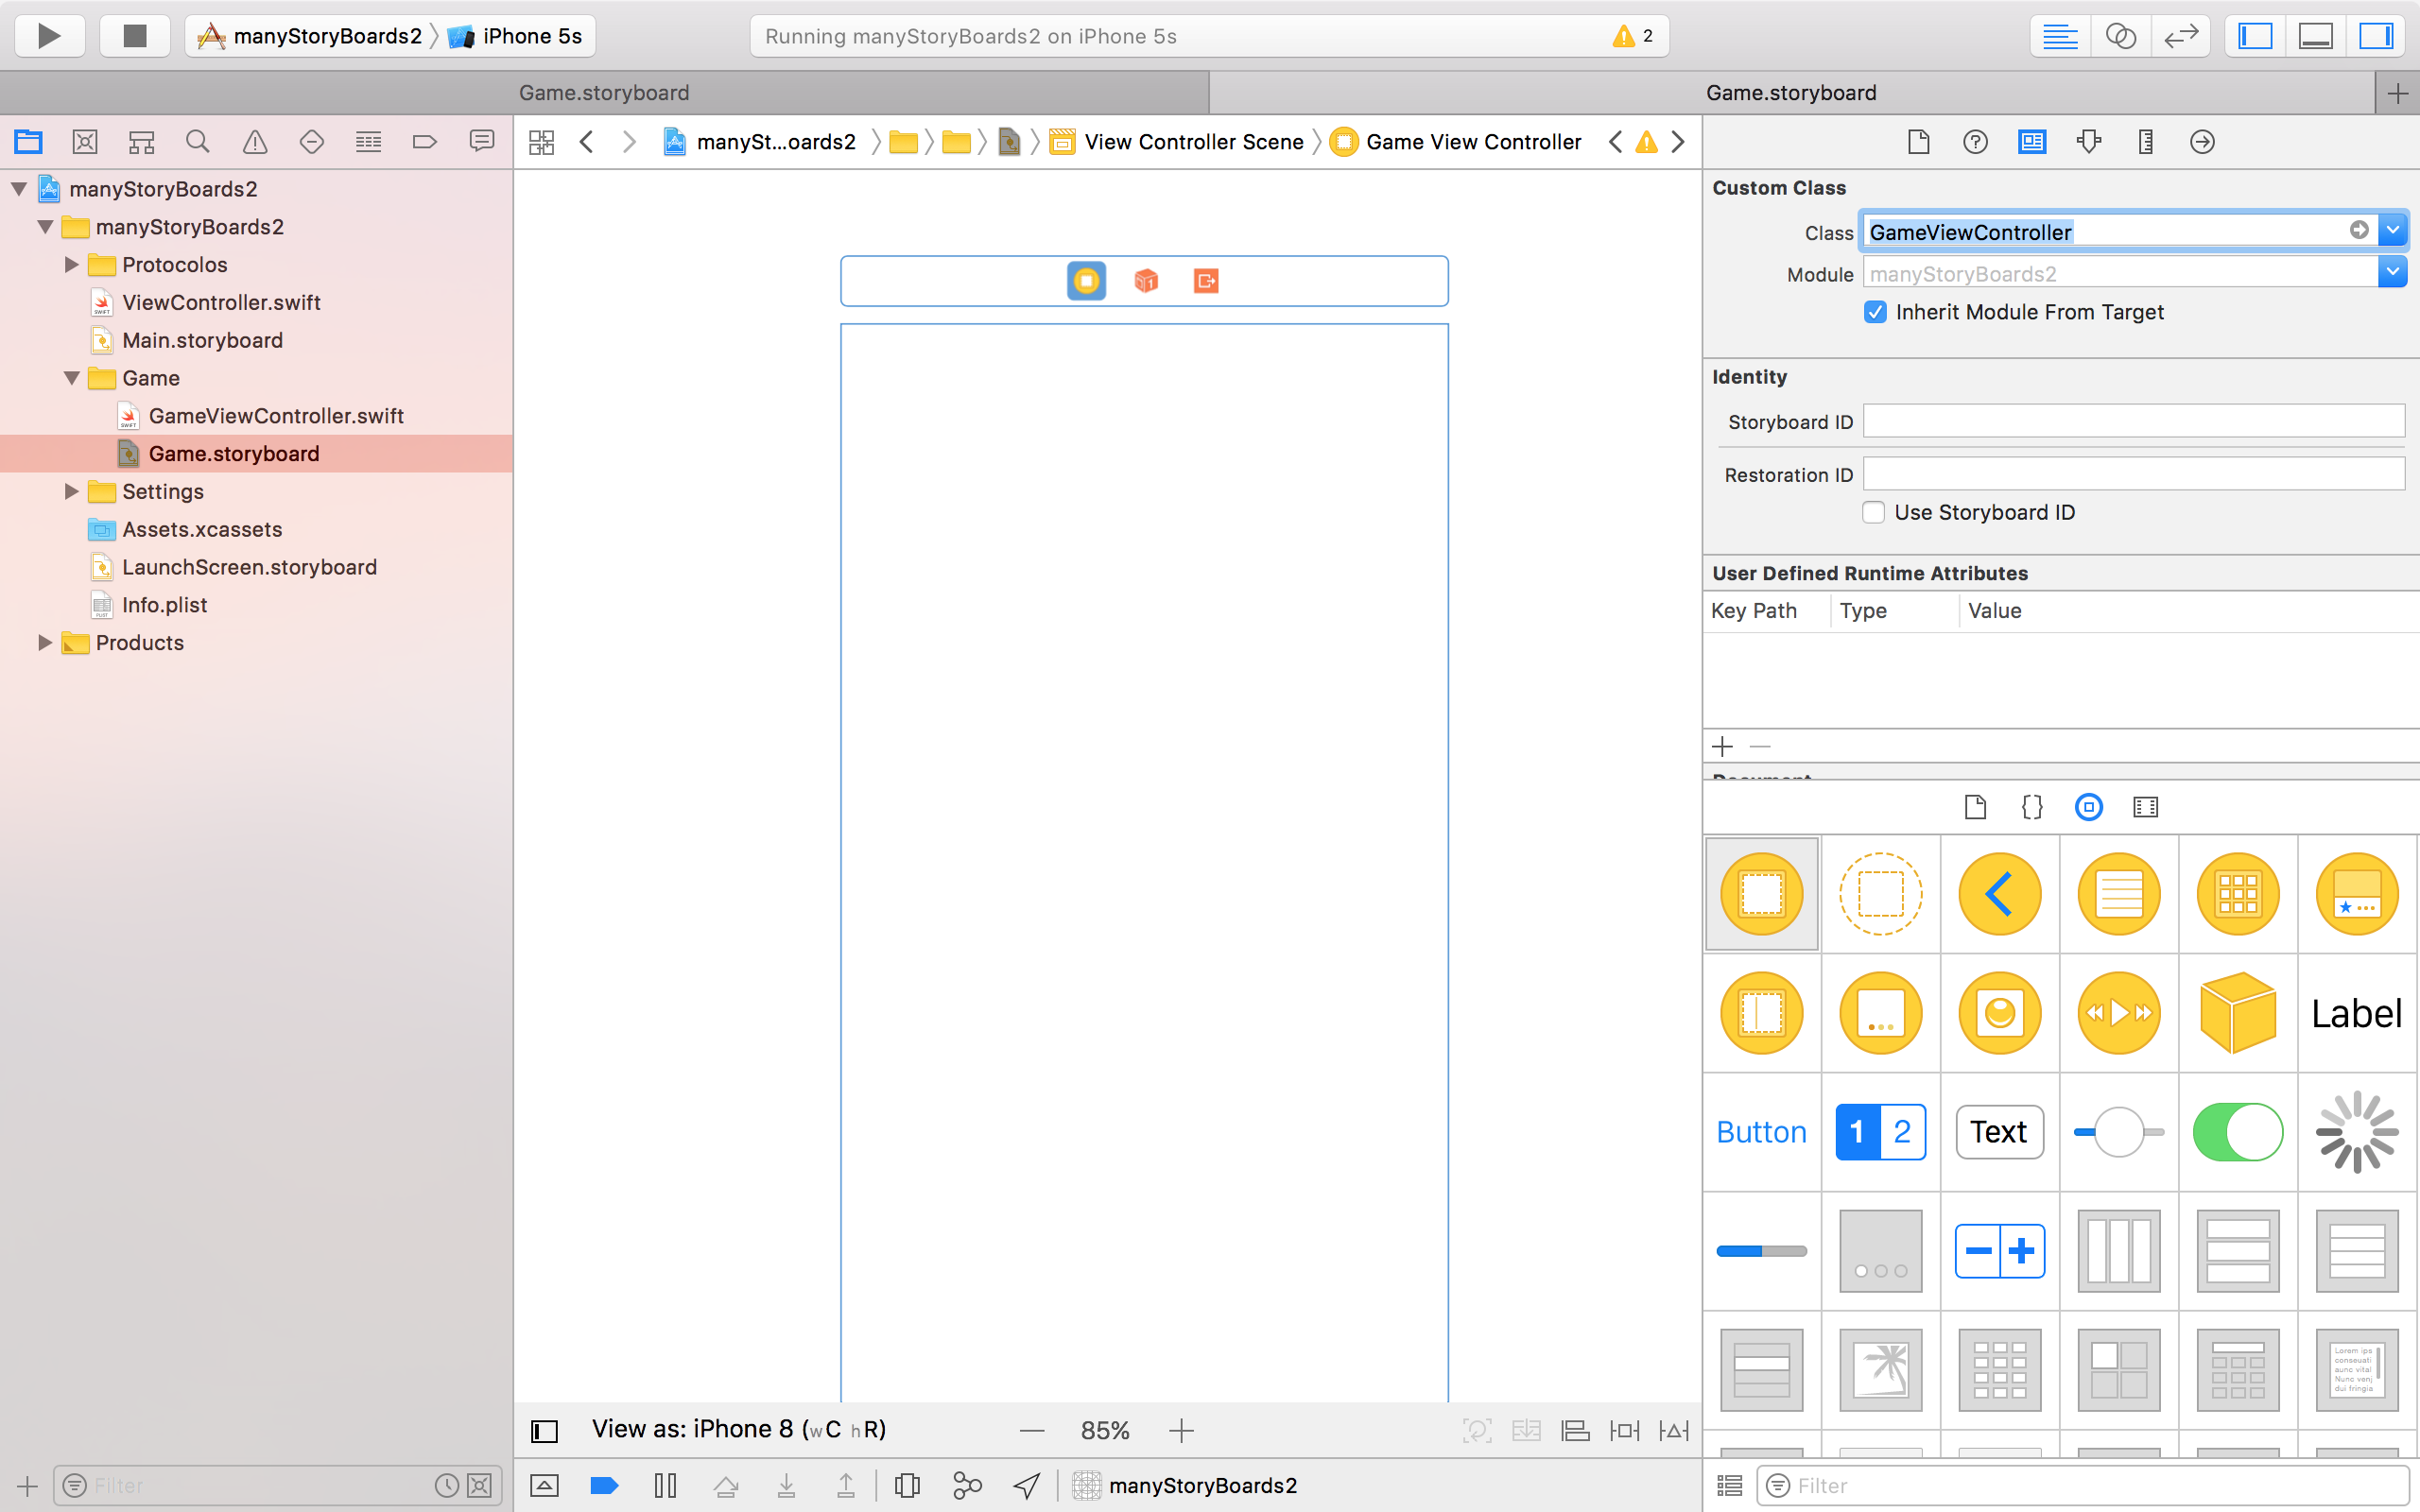 manyStoryBoards2 iPhone 5s
Running manyStoryBoards2 on iPhone 5s 2
Game.storyboard
Game.storyboard
manySt...oards2 View Controller Scene Game View Controller
manyStoryBoards2
manyStoryBoards2
Protocolos
ViewController.swift
Main.storyboard
Game
GameViewController.swift
Game.storyboard
Settings
Assets.xcassets
LaunchScreen.storyboard
Info.plist
Products
Filter
View as: iPhone 8 (wC hR)
85%
manyStoryBoards2
Custom Class
Class GameViewController
Module manyStoryBoards2
Inherit Module From Target
Identity
Storyboard ID
Restoration ID
Use Storyboard ID
User Defined Runtime Attributes
Key Path Type Value
Document
Label
Button 1 2 Text
Filter